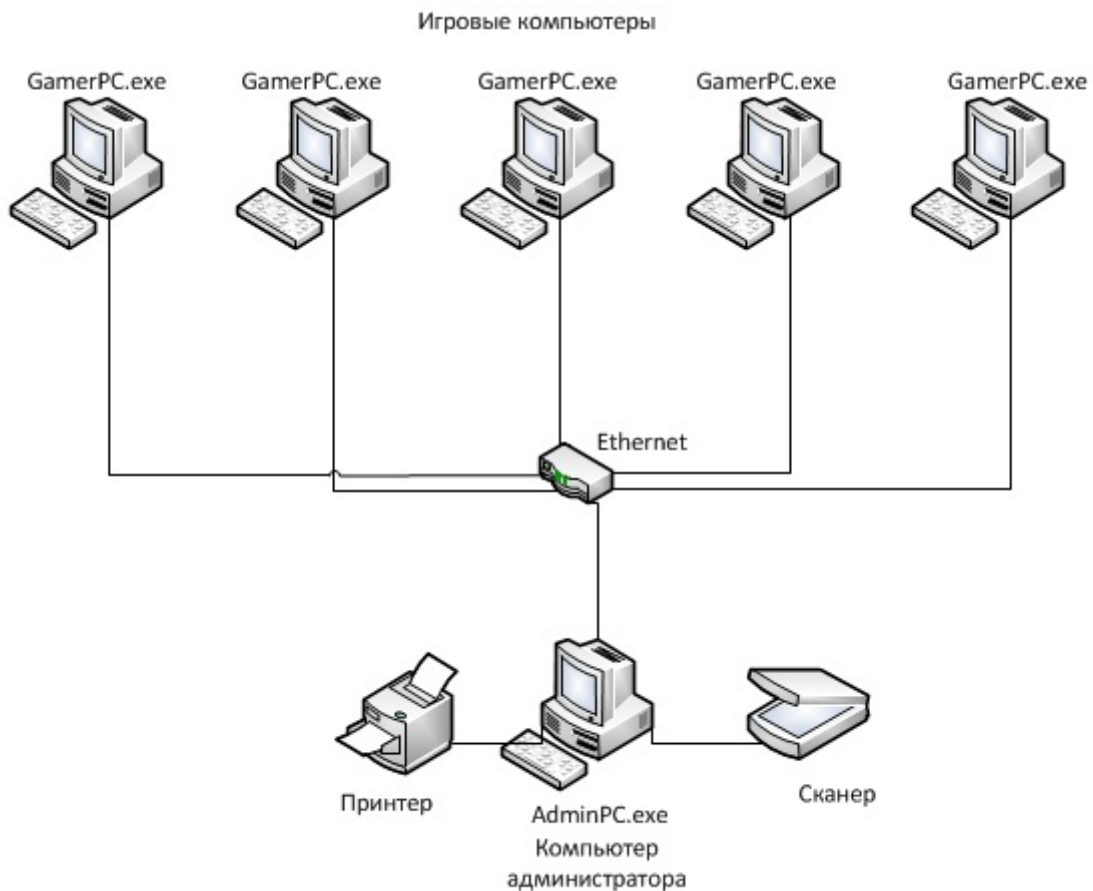 Игровые компьютеры
GamerPC.exe
GamerPC.exe
GamerPC.exe
GamerPC.exe
GamerPC.exe
Ethernet
Принтер
AdminPC.exe
Компьютер
администратора
Сканер